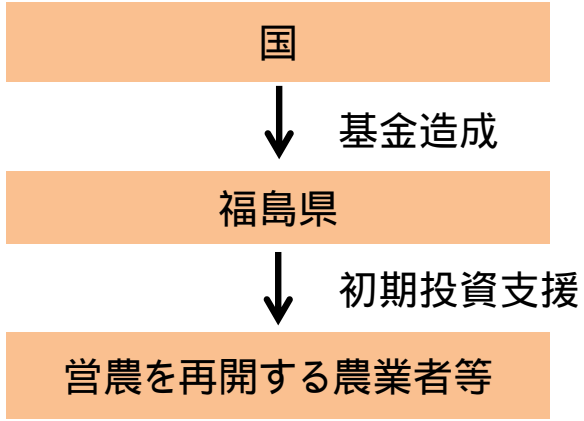 国
基金造成
福島県
初期投資支援
営農を再開する農業者等